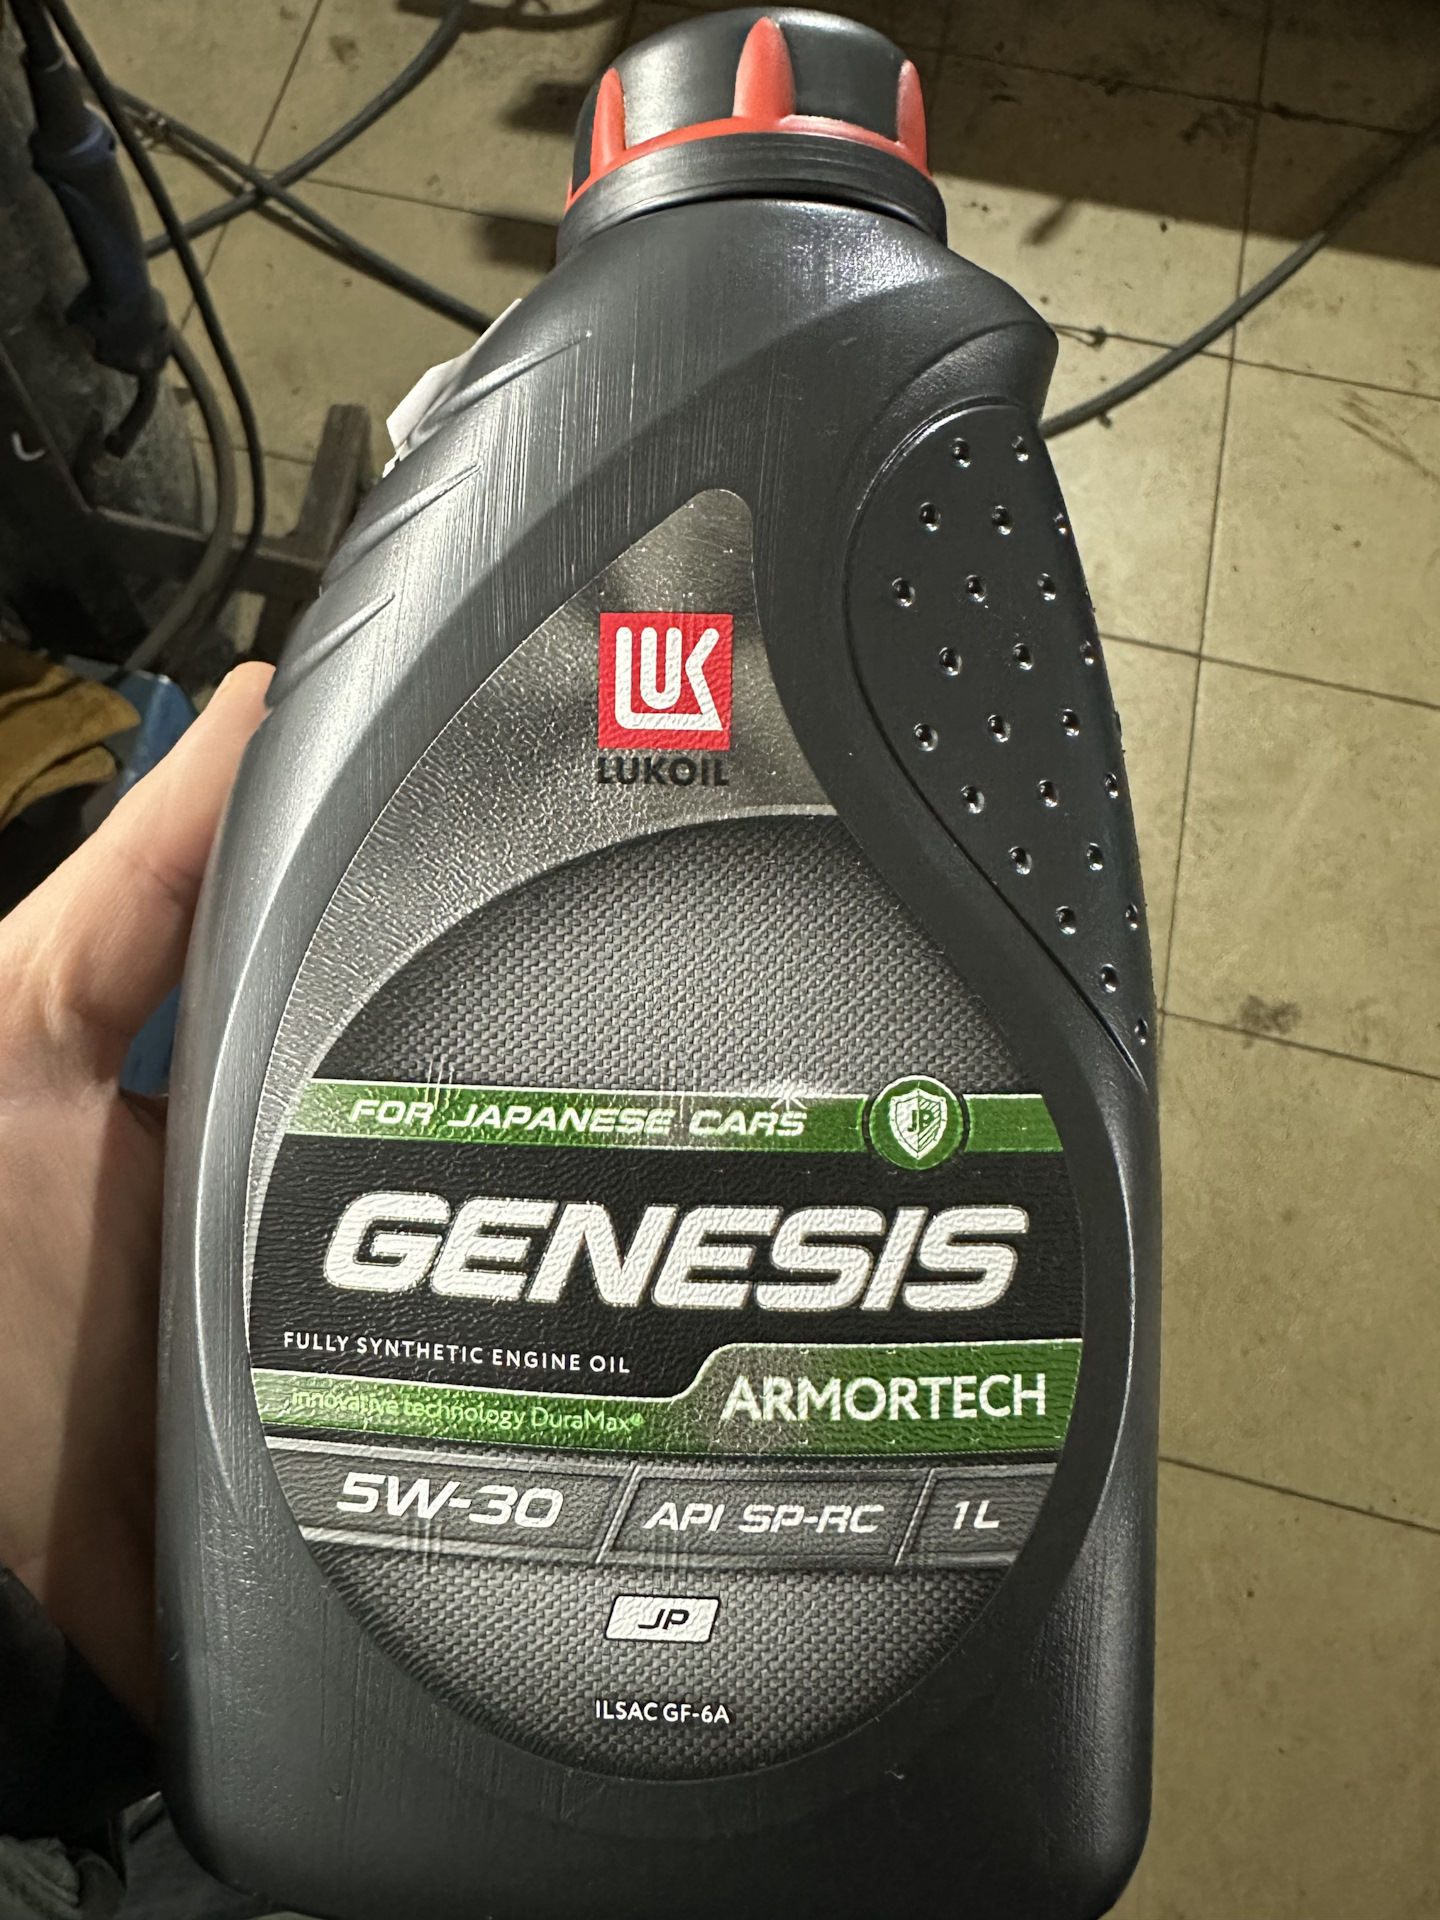 LUK
LUKOIL
FOR JAPANESE CARS
JP
GENESIS
FULLY SYNTHETIC ENGINE OIL
ARMORTECH
innovative technology DuraMax®
5W-30 API SP-RC 1L
JP
ILSAC GF-6A